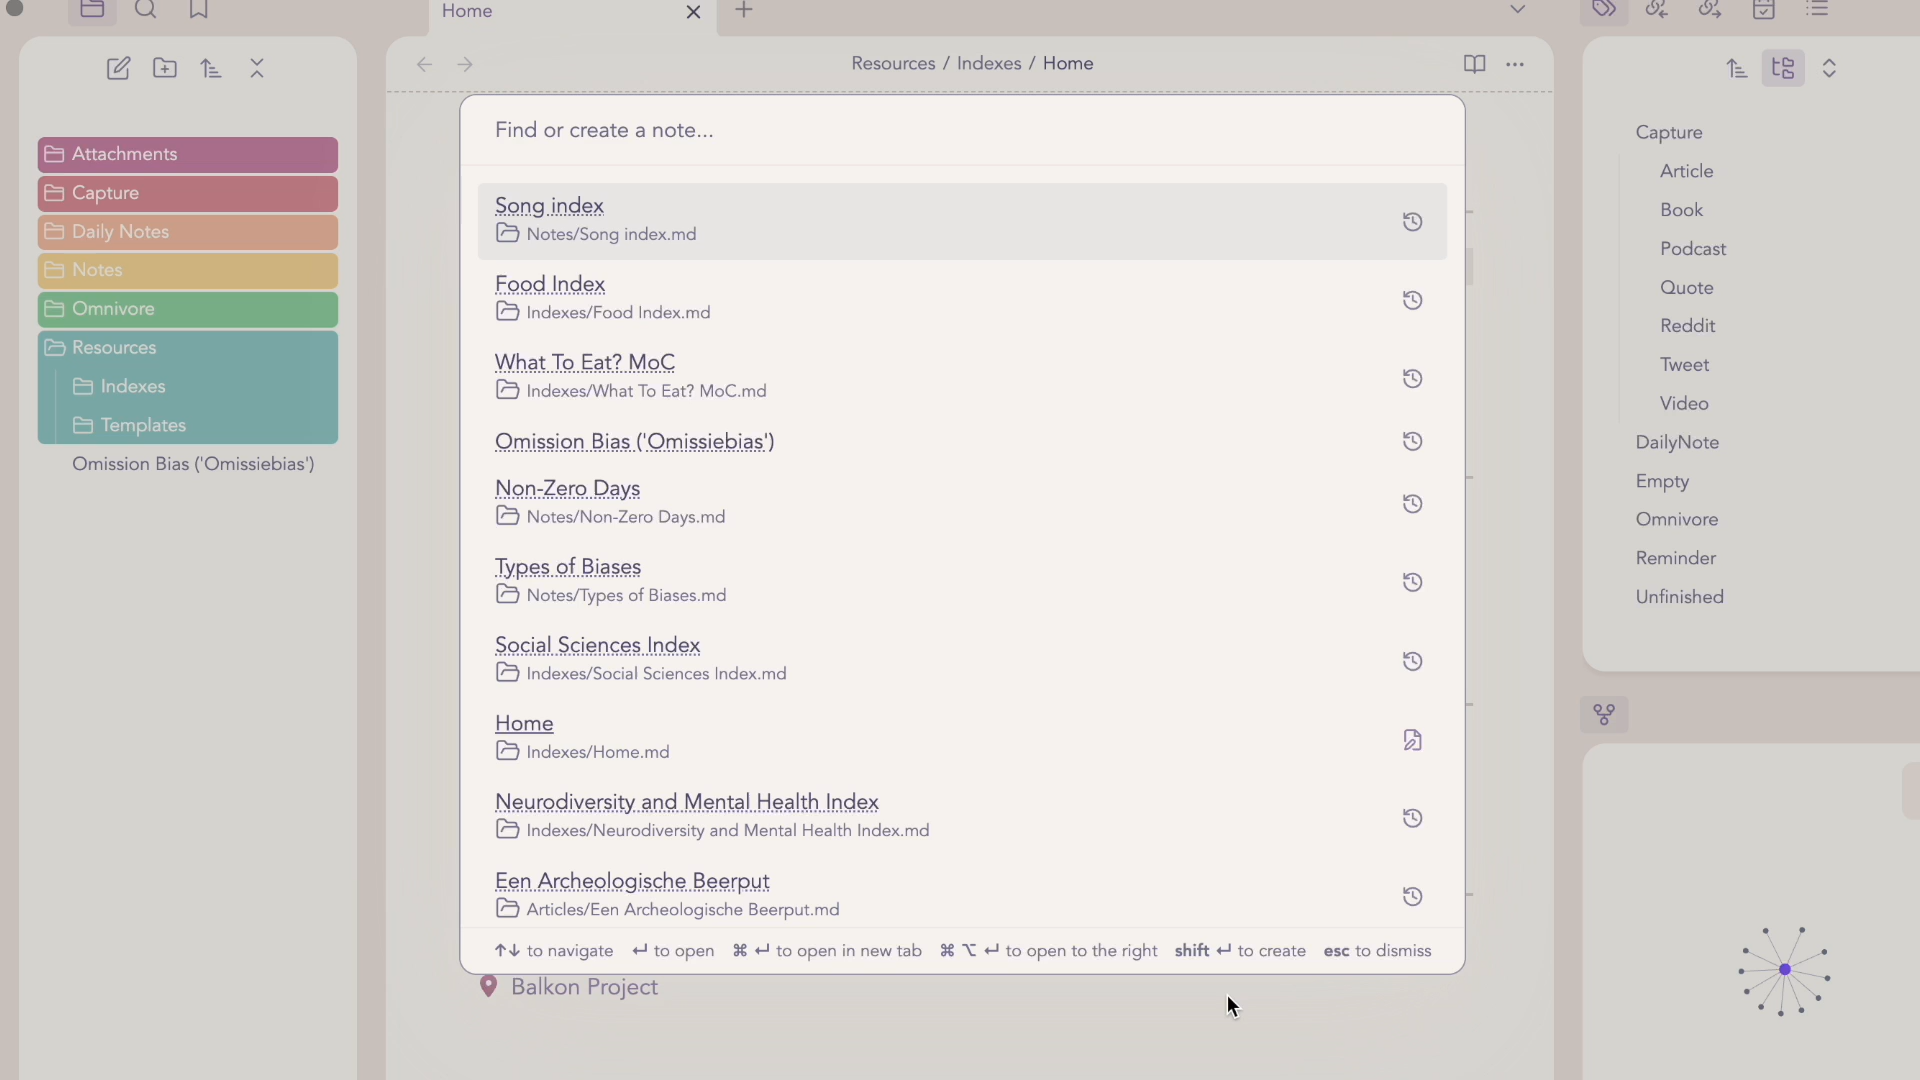 Home
Resources / Indexes / Home
Attachments
Capture
Daily Notes
Notes
Omnivore
Resources
Indexes
Templates
Omission Bias ('Omissiebias')
Find or create a note...
Song index
Notes/Song index.md
Food Index
Indexes/Food Index.md
What To Eat? MoC
Indexes/What To Eat? MoC.md
Omission Bias ('Omissiebias')
Non-Zero Days
Notes/Non-Zero Days.md
Types of Biases
Notes/Types of Biases.md
Social Sciences Index
Indexes/Social Sciences Index.md
Home
Indexes/Home.md
Neurodiversity and Mental Health Index
Indexes/Neurodiversity and Mental Health Index.md
Een Archeologische Beerput
Articles/Een Archeologische Beerput.md
↑↓ to navigate ↵ to open ⌘ ↵ to open in new tab ⌘ ⌥ ↵ to open to the right shift ↵ to create esc to dismiss
Balkon Project
Capture
Article
Book
Podcast
Quote
Reddit
Tweet
Video
DailyNote
Empty
Omnivore
Reminder
Unfinished